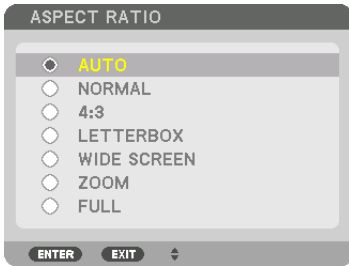 ASPECT RATIO
AUTO
NORMAL
4:3
LETTERBOX
WIDE SCREEN
ZOOM
FULL
ENTER EXIT